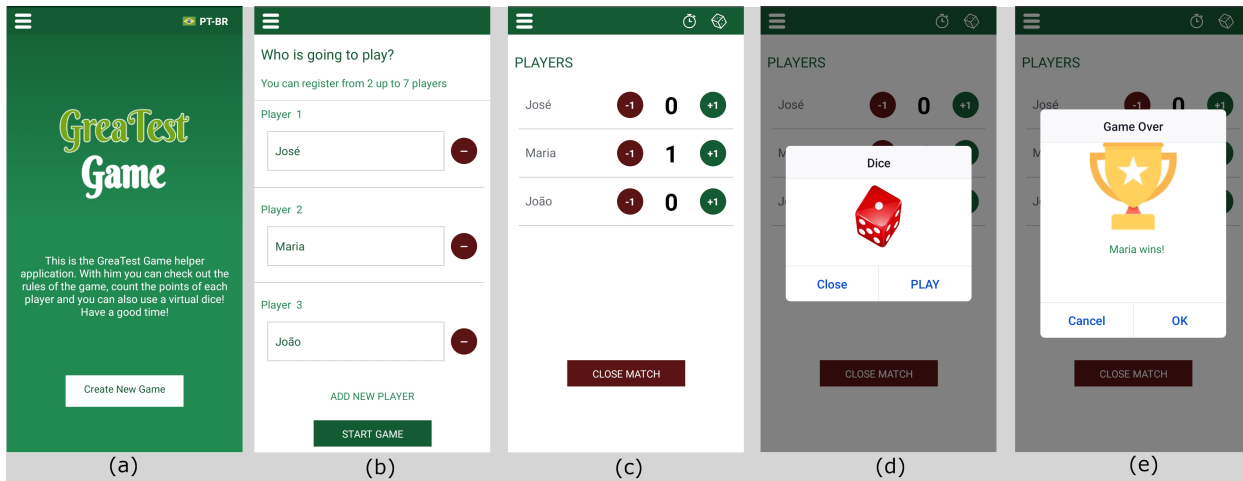 PT-BR
GreaTest
Game
This is the GreaTest Game helper
application. With him you can check out the
rules of the game, count the points of each
player and you can also use a virtual dice!
Have a good time!
Create New Game
(a)
Who is going to play?
You can register from 2 up to 7 players
Player 1
José
−
Player 2
Maria
−
Player 3
João
−
ADD NEW PLAYER
START GAME
(b)
PLAYERS
José -1 0 +1
Maria -1 1 +1
João -1 0 +1
CLOSE MATCH
(c)
PLAYERS
José -1 0 +1
Dice
Close PLAY
CLOSE MATCH
(d)
PLAYERS
José -1 0 +1
Game Over
Maria wins!
Cancel OK
CLOSE MATCH
(e)